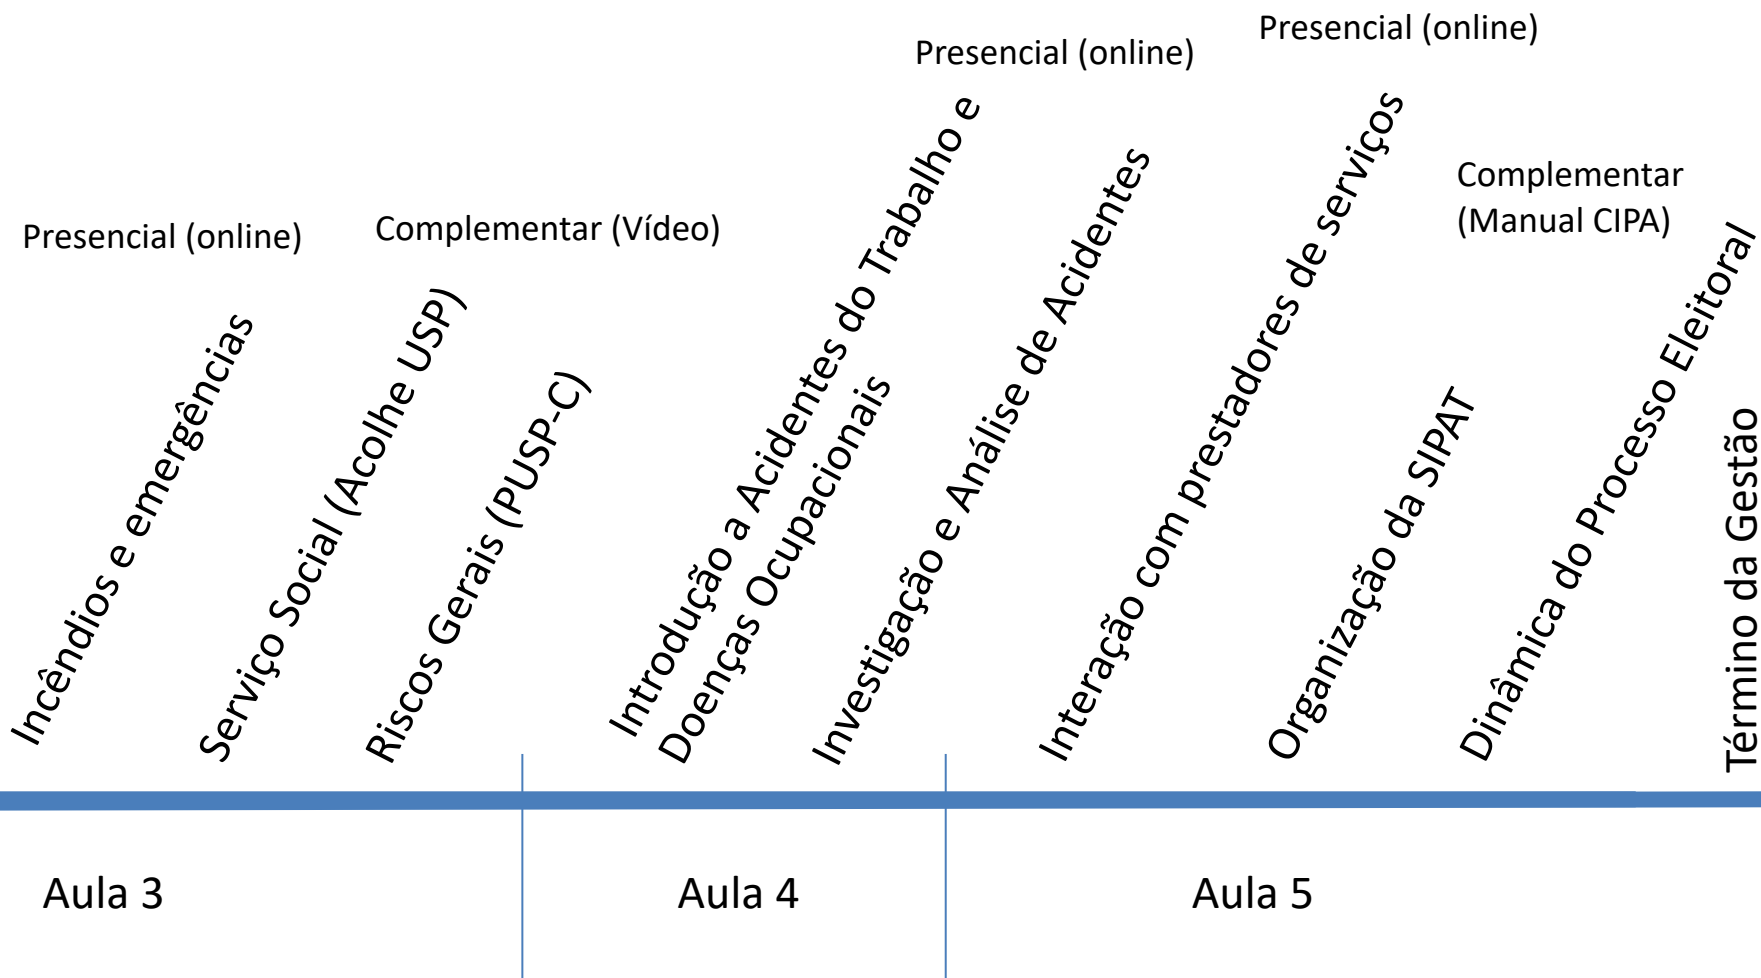 Presencial (online)
Incêndios e emergências
Complementar (Vídeo)
Serviço Social (Acolhe USP)
Riscos Gerais (PUSP-C)
Presencial (online)
Introdução a Acidentes do Trabalho e
Doenças Ocupacionais
Investigação e Análise de Acidentes
Presencial (online)
Interação com prestadores de serviços
Organização da SIPAT
Complementar
(Manual CIPA)
Dinâmica do Processo Eleitoral
Término da Gestão
Aula 3
Aula 4
Aula 5